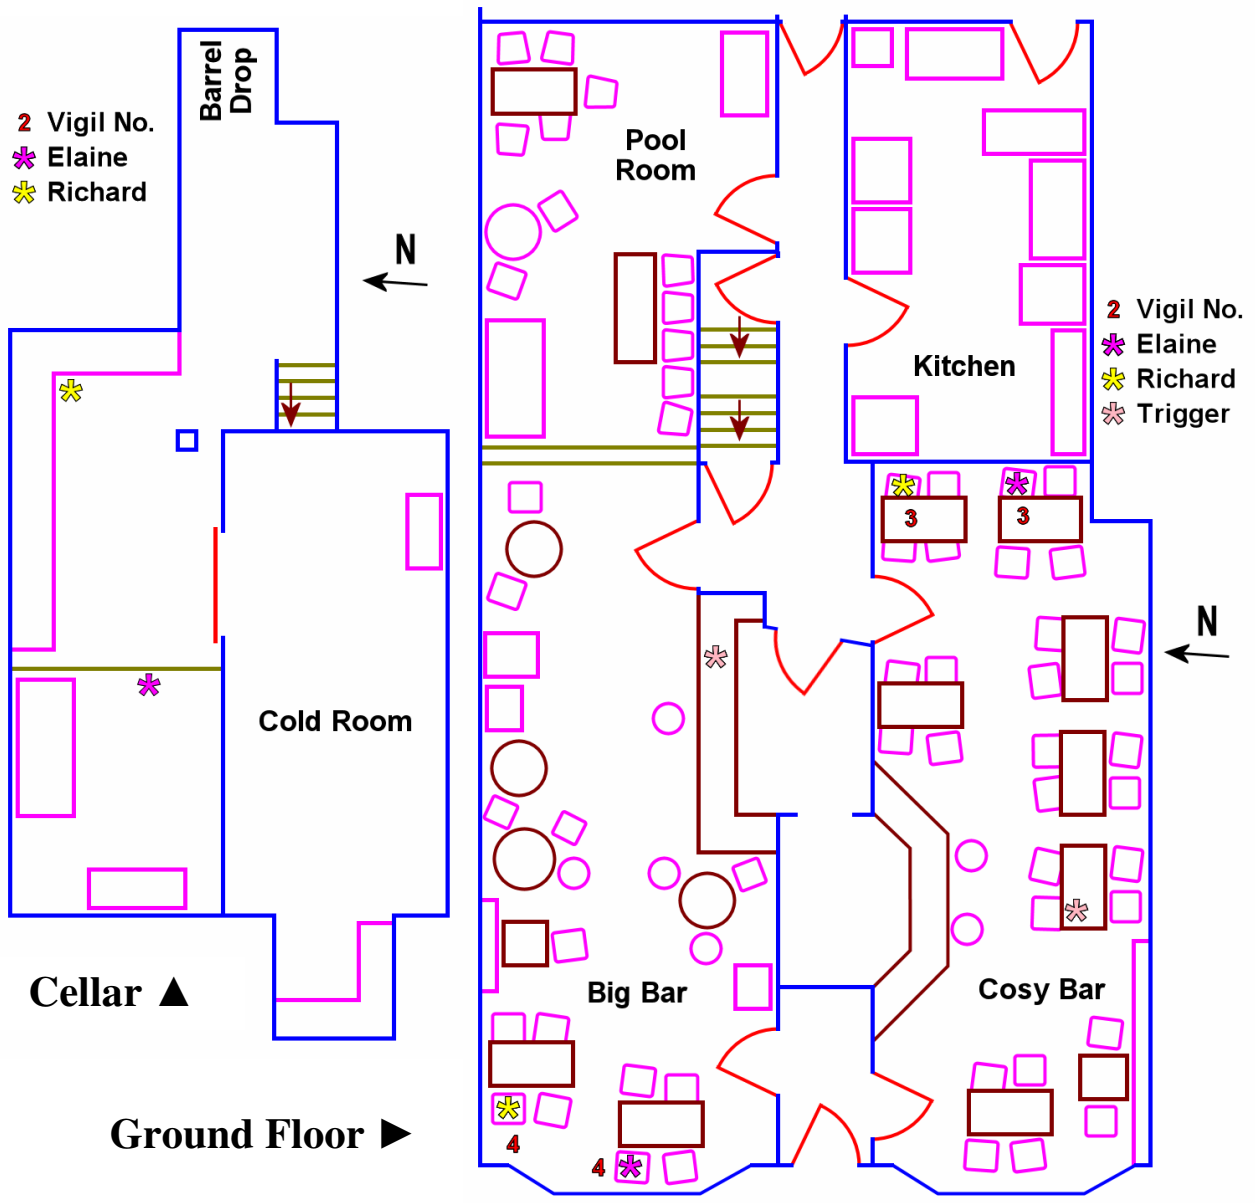 Barrel
Drop
2 Vigil No.
Elaine
Richard
N
Cold Room
Cellar ▲
Ground Floor ►
Pool
Room
Kitchen
2 Vigil No.
Elaine
Richard
Trigger
3
3
N
Big Bar
Cosy Bar
4
4